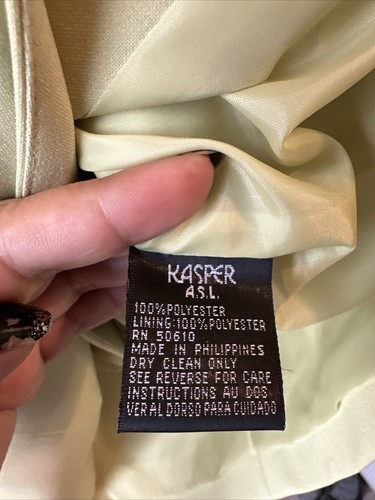 KASPER
A.S.L.
100%POLYESTER
LINING:100%POLYESTER
RN 50610
MADE IN PHILIPPINES
DRY CLEAN ONLY
SEE REVERSE FOR CARE
INSTRUCTIONS AU DOS
VER AL DORSO PARA CUIDADO